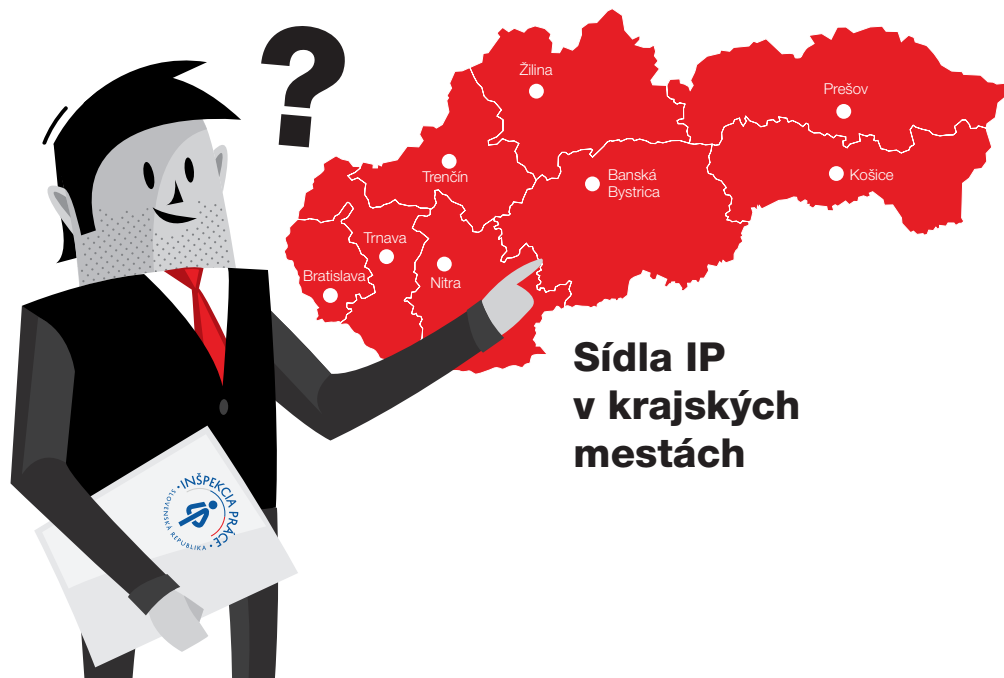 ?
Žilina
Prešov
Trenčín
Banská
Bystrica
Košice
Trnava
Bratislava
Nitra
Sídla IP
v krajských
mestách
INŠPEKCIA PRÁCE
SLOVENSKÁ REPUBLIKA